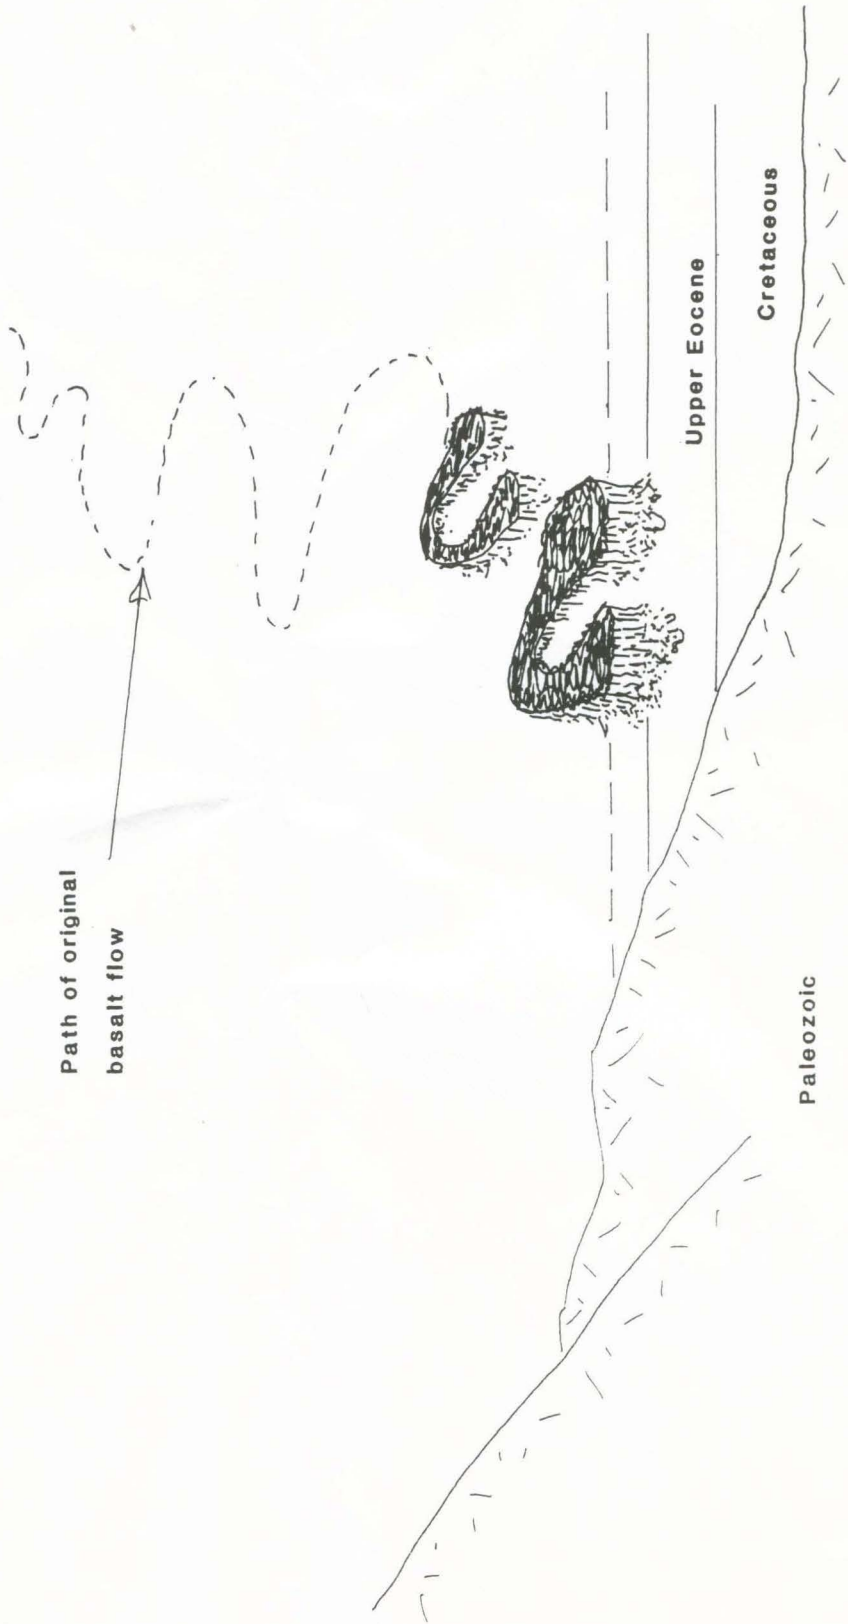 Path of original
basalt flow
Upper Eocene
Cretaceous
Paleozoic